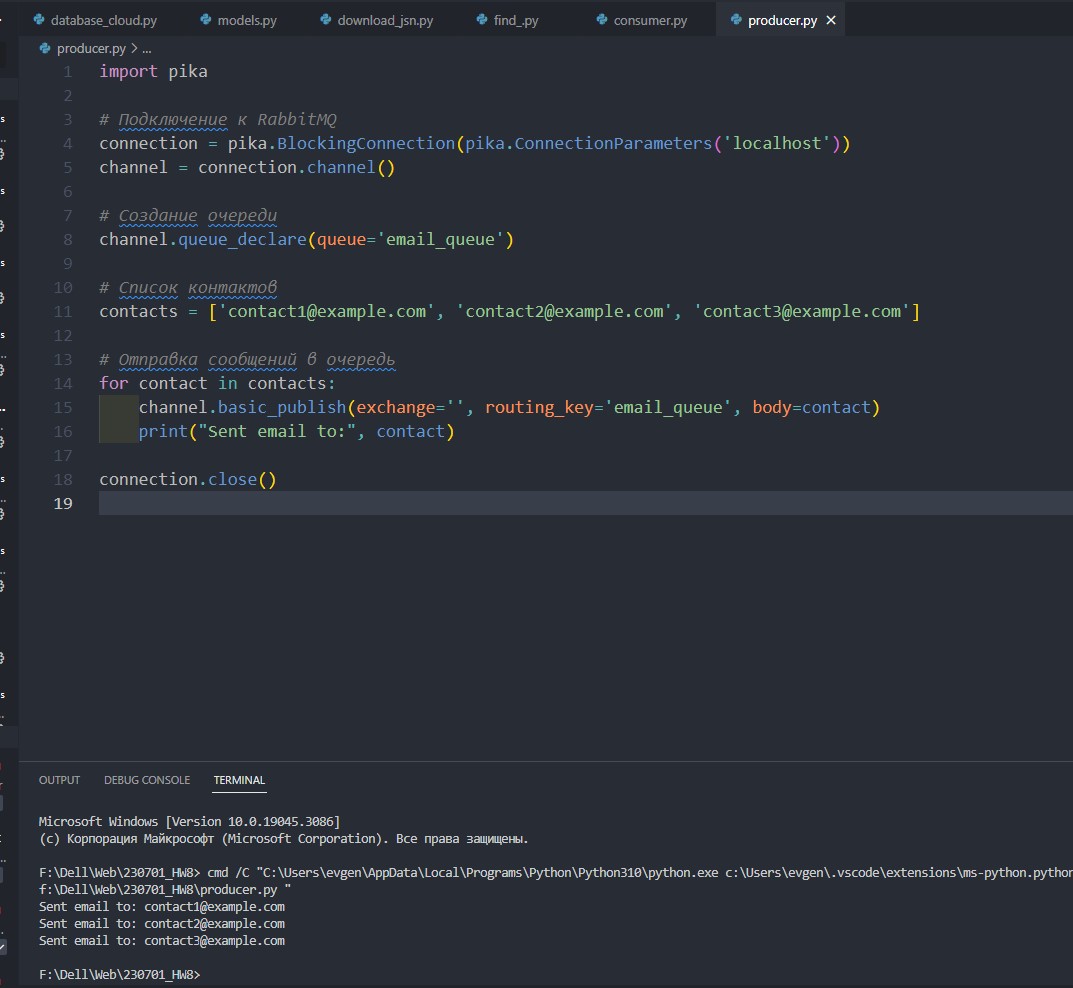 database_cloud.py models.py download_jsn.py find_.py consumer.py producer.py
producer.py > ...
1 import pika
2
3 # Подключение к RabbitMQ
4 connection = pika.BlockingConnection(pika.ConnectionParameters('localhost'))
5 channel = connection.channel()
6
7 # Создание очереди
8 channel.queue_declare(queue='email_queue')
9
10 # Список контактов
11 contacts = ['contact1@example.com', 'contact2@example.com', 'contact3@example.com']
12
13 # Отправка сообщений в очередь
14 for contact in contacts:
15     channel.basic_publish(exchange='', routing_key='email_queue', body=contact)
16     print("Sent email to:", contact)
17
18 connection.close()
19
OUTPUT DEBUG CONSOLE TERMINAL
Microsoft Windows [Version 10.0.19045.3086]
(c) Корпорация Майкрософт (Microsoft Corporation). Все права защищены.
F:\Dell\Web\230701_HW8> cmd /C "C:\Users\evgen\AppData\Local\Programs\Python\Python310\python.exe c:\Users\evgen\.vscode\extensions\ms-python.python
f:\Dell\Web\230701_HW8\producer.py "
Sent email to: contact1@example.com
Sent email to: contact2@example.com
Sent email to: contact3@example.com
F:\Dell\Web\230701_HW8>